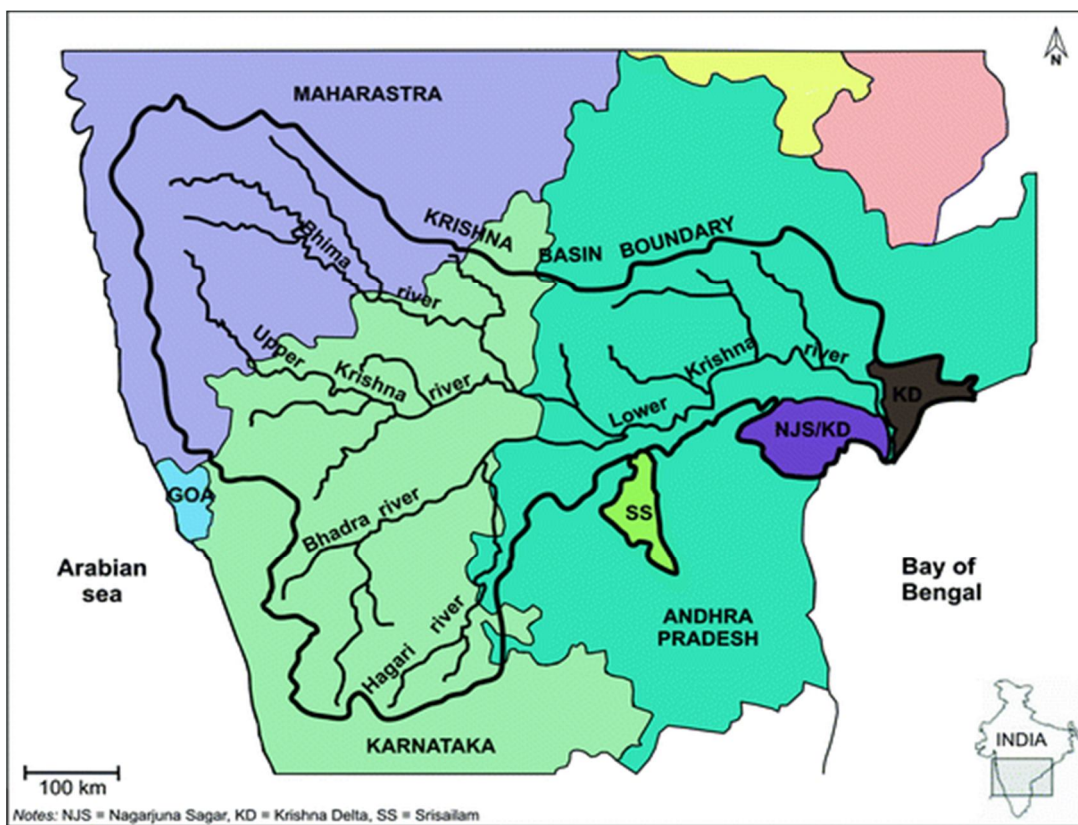 N
MAHARASTRA
KRISHNA BASIN BOUNDARY
Bhima river
Upper Krishna river
Lower Krishna river
KD
NJS/KD
GOA
SS
Bhadra river
Arabian
sea
Bay of
Bengal
Hagari river
ANDHRA
PRADESH
KARNATAKA
INDIA
100 km
Notes: NJS = Nagarjuna Sagar, KD = Krishna Delta, SS = Srisailam